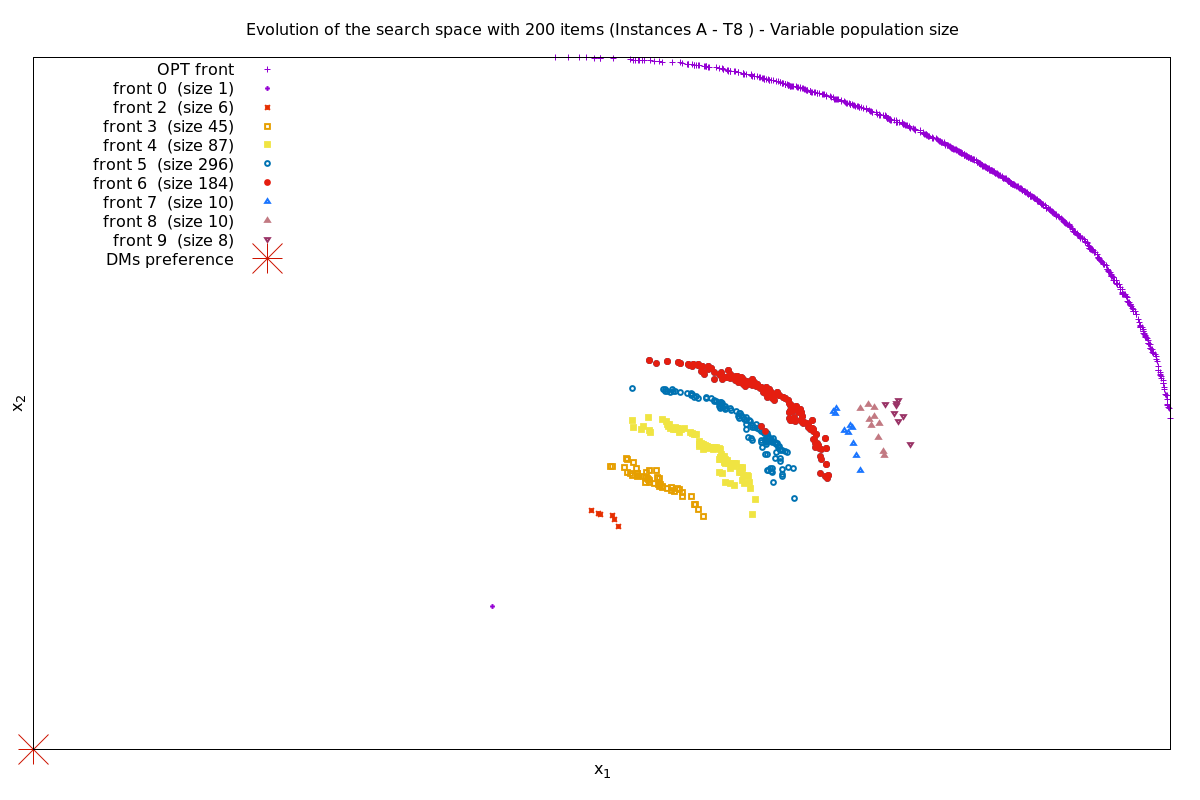 Evolution of the search space with 200 items (Instances A - T8 ) - Variable population size
OPT front
front 0  (size 1)
front 2  (size 6)
front 3  (size 45)
front 4  (size 87)
front 5  (size 296)
front 6  (size 184)
front 7  (size 10)
front 8  (size 10)
front 9  (size 8)
DMs preference
x2
x1